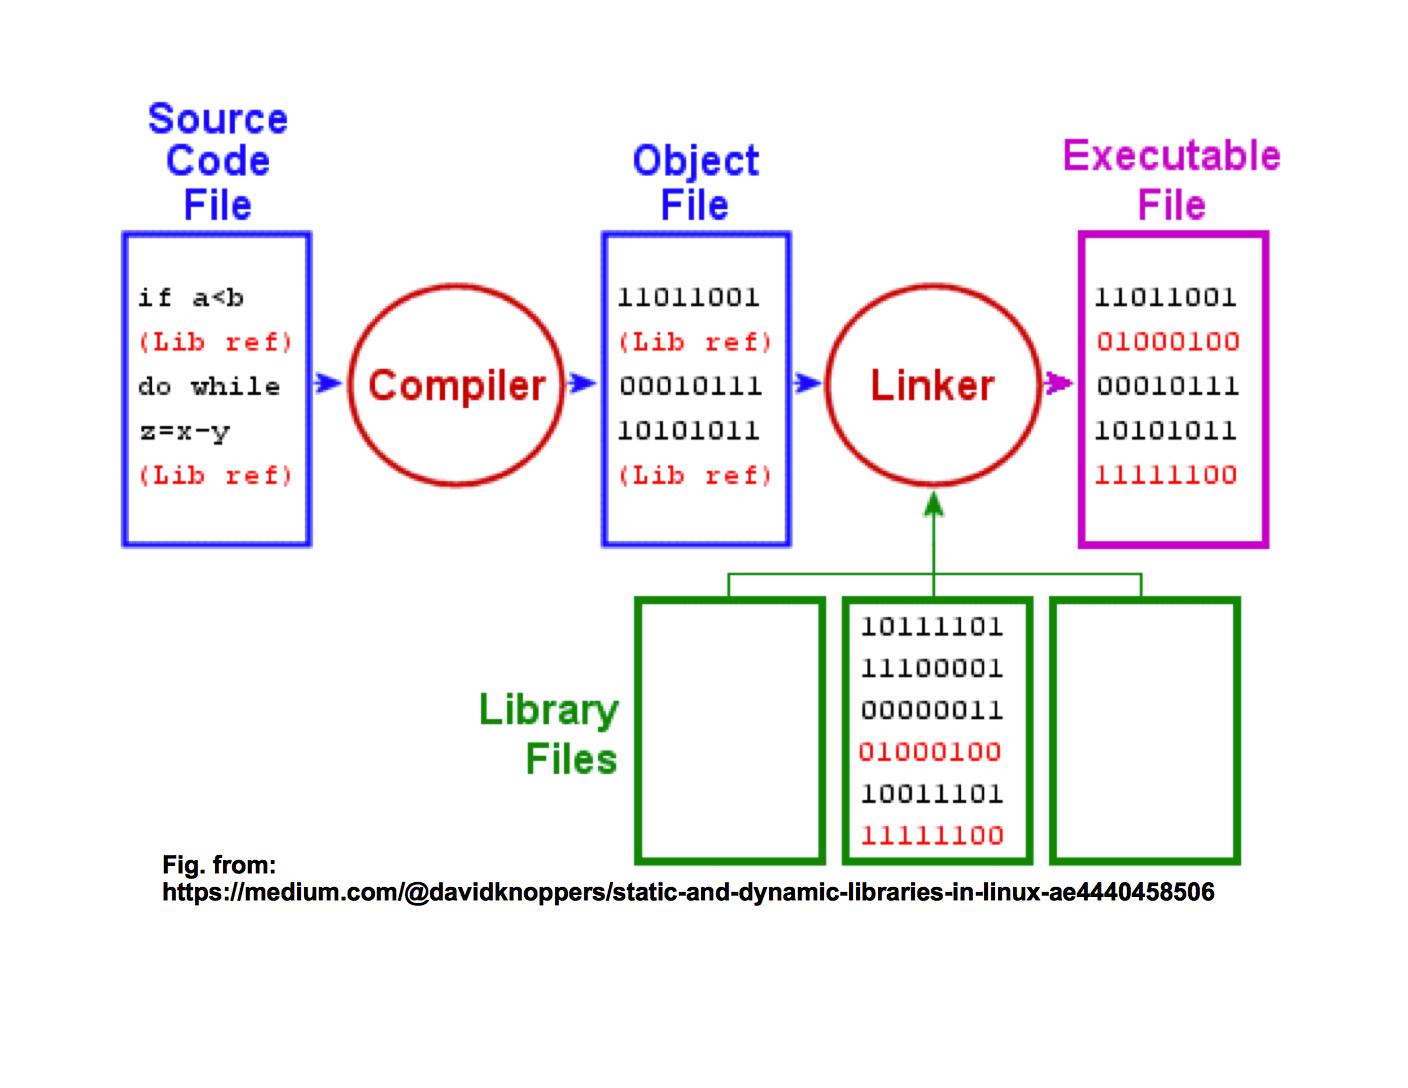 Source
Code
File
if a<b
(Lib ref)
do while
z=x-y
(Lib ref)
Compiler
Object
File
11011001
(Lib ref)
00010111
10101011
(Lib ref)
Linker
Executable
File
11011001
01000100
00010111
10101011
11111100
Library
Files
10111101
11100001
00000011
01000100
10011101
11111100
Fig. from:
https://medium.com/@davidknoppers/static-and-dynamic-libraries-in-linux-ae4440458506